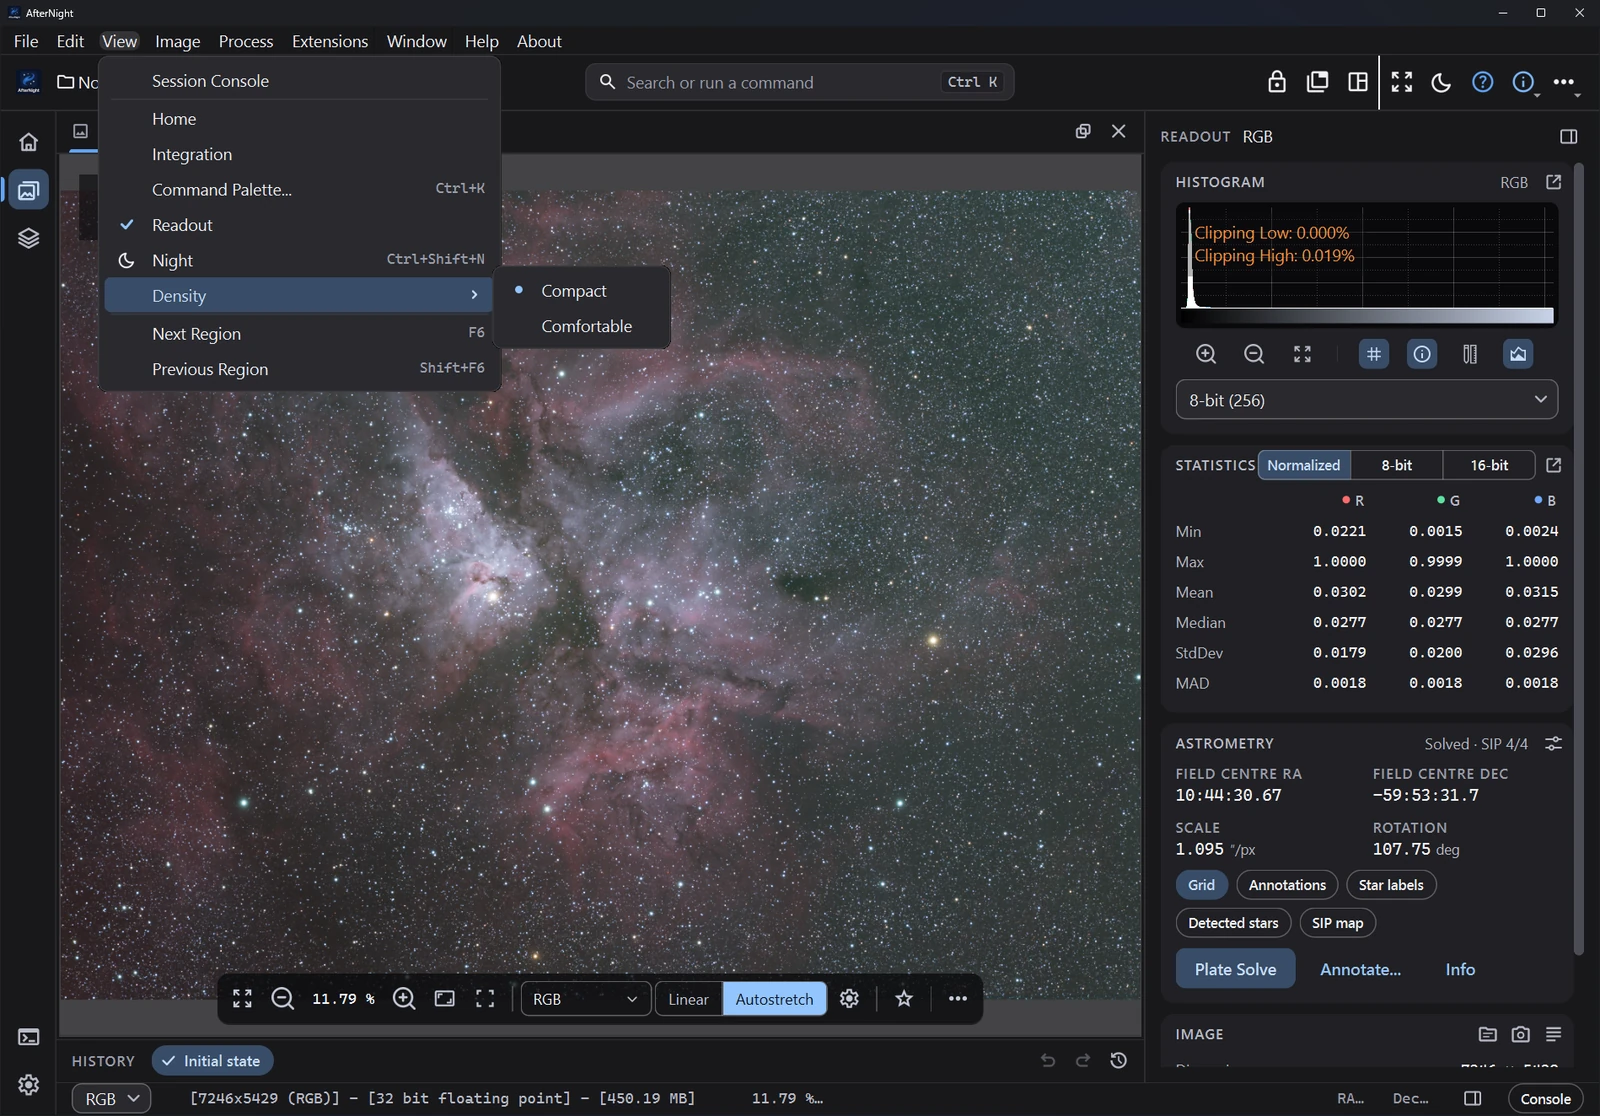 AfterNight
File Edit View Image Process Extensions Window Help About
AfterNight
No
Search or run a command Ctrl K
Session Console
Home
Integration
Command Palette... Ctrl+K
Readout
Night Ctrl+Shift+N
Density
Compact
Comfortable
Next Region F6
Previous Region Shift+F6
READOUT RGB
HISTOGRAM RGB
Clipping Low: 0.000%
Clipping High: 0.019%
8-bit (256)
STATISTICS Normalized 8-bit 16-bit
R G B
Min 0.0221 0.0015 0.0024
Max 1.0000 0.9999 1.0000
Mean 0.0302 0.0299 0.0315
Median 0.0277 0.0277 0.0277
StdDev 0.0179 0.0200 0.0296
MAD 0.0018 0.0018 0.0018
ASTROMETRY Solved · SIP 4/4
FIELD CENTRE RA FIELD CENTRE DEC
10:44:30.67 −59:53:31.7
SCALE ROTATION
1.095 "/px 107.75 deg
Grid Annotations Star labels
Detected stars SIP map
Plate Solve Annotate... Info
IMAGE
11.79 % RGB Linear Autostretch
HISTORY Initial state
RGB [7246x5429 (RGB)] – [32 bit floating point] – [450.19 MB] 11.79 %… RA… Dec… Console